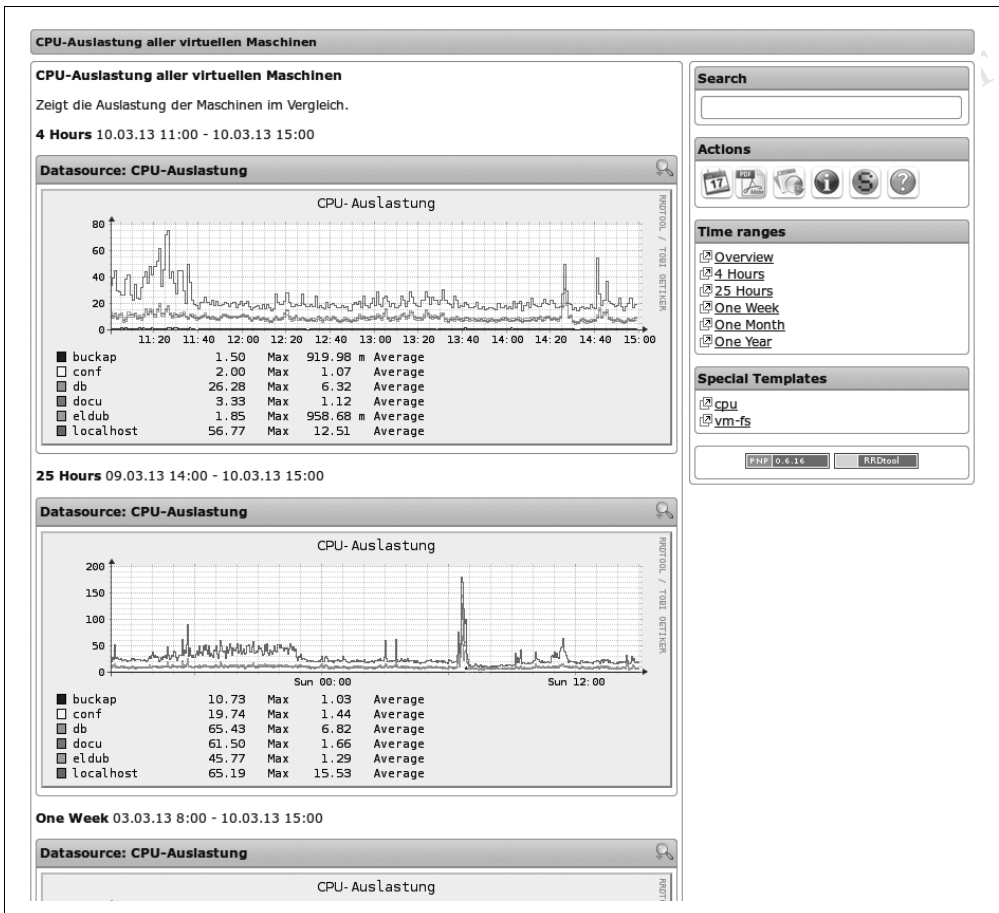 CPU-Auslastung aller virtuellen Maschinen
CPU-Auslastung aller virtuellen Maschinen
Zeigt die Auslastung der Maschinen im Vergleich.
4 Hours 10.03.13 11:00 - 10.03.13 15:00
Datasource: CPU-Auslastung
CPU-Auslastung
RRDTOOL / TOBI OETIKER
80
60
40
20
0
11:20 11:40 12:00 12:20 12:40 13:00 13:20 13:40 14:00 14:20 14:40 15:00
buckap 1.50 Max 919.98 m Average
conf 2.00 Max 1.07 Average
db 26.28 Max 6.32 Average
docu 3.33 Max 1.12 Average
eldub 1.85 Max 958.68 m Average
localhost 56.77 Max 12.51 Average
25 Hours 09.03.13 14:00 - 10.03.13 15:00
Datasource: CPU-Auslastung
CPU-Auslastung
RRDTOOL / TOBI OETIKER
200
150
100
50
0
Sun 00:00 Sun 12:00
buckap 10.73 Max 1.03 Average
conf 19.74 Max 1.44 Average
db 65.43 Max 6.82 Average
docu 61.50 Max 1.66 Average
eldub 45.77 Max 1.29 Average
localhost 65.19 Max 15.53 Average
One Week 03.03.13 8:00 - 10.03.13 15:00
Datasource: CPU-Auslastung
CPU-Auslastung
Search
Actions
17 PDF Adobe i S ?
Time ranges
Overview
4 Hours
25 Hours
One Week
One Month
One Year
Special Templates
cpu
vm-fs
PNP 0.6.16 RRDtool